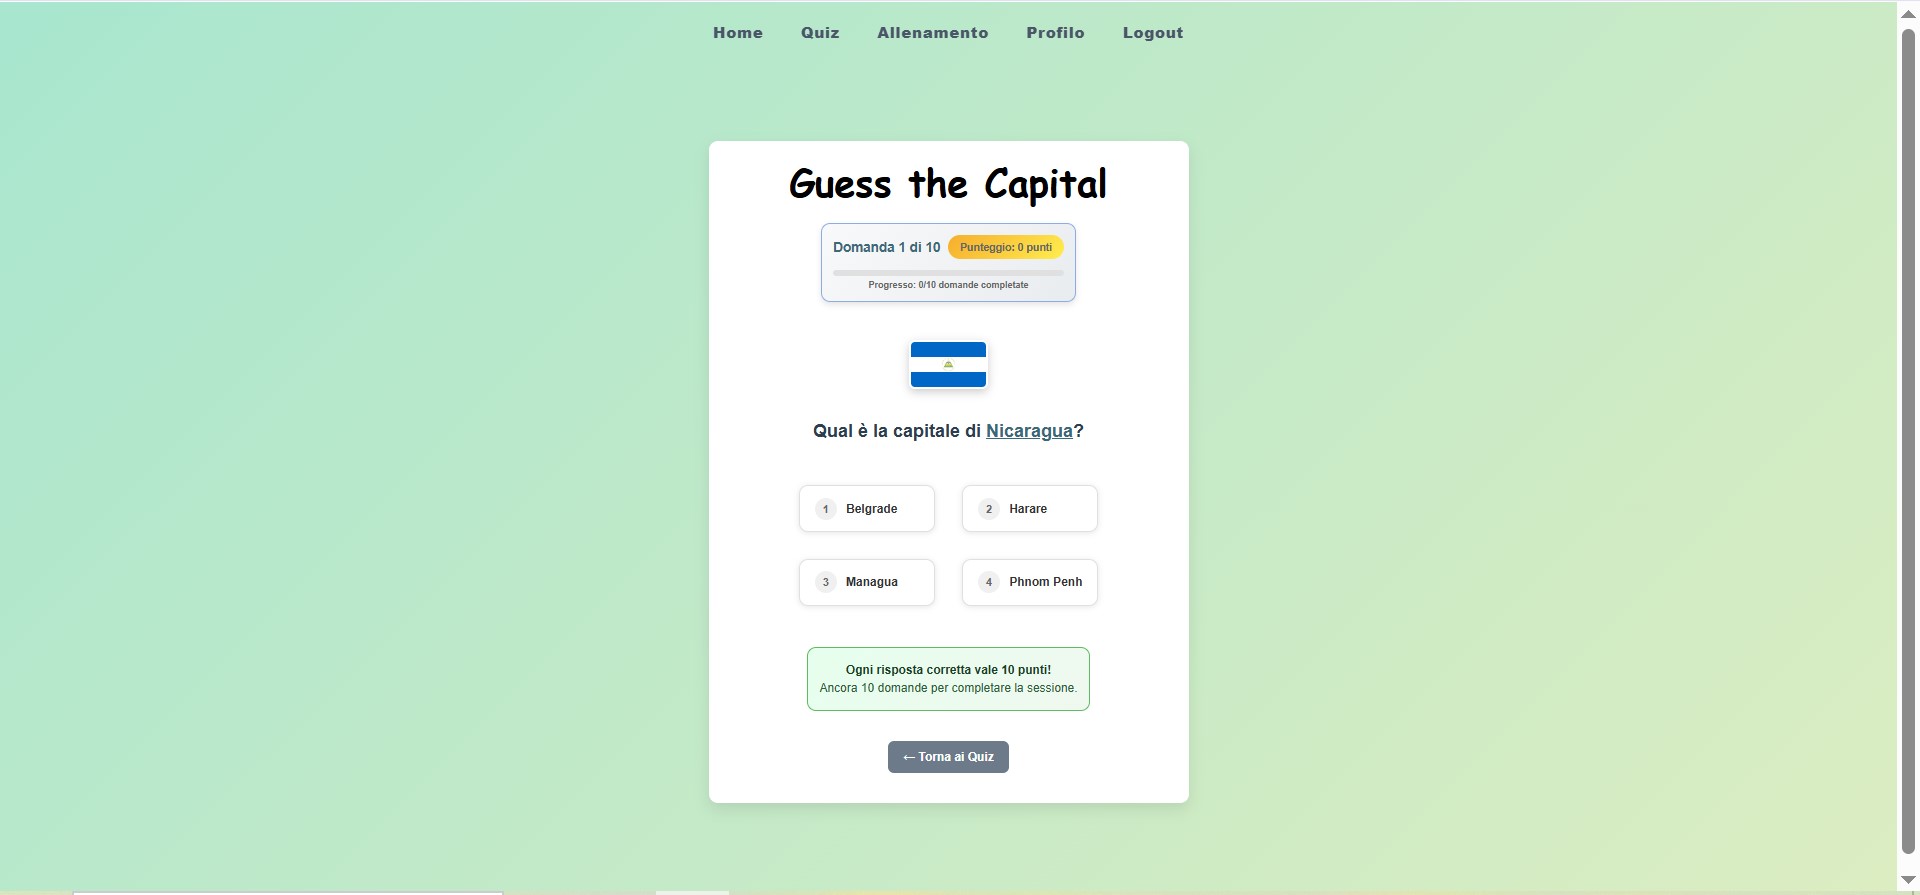 Home Quiz Allenamento Profilo Logout
Guess the Capital
Domanda 1 di 10 Punteggio: 0 punti
Progresso: 0/10 domande completate
Qual è la capitale di Nicaragua?
1 Belgrade 2 Harare
3 Managua 4 Phnom Penh
Ogni risposta corretta vale 10 punti!
Ancora 10 domande per completare la sessione.
← Torna ai Quiz